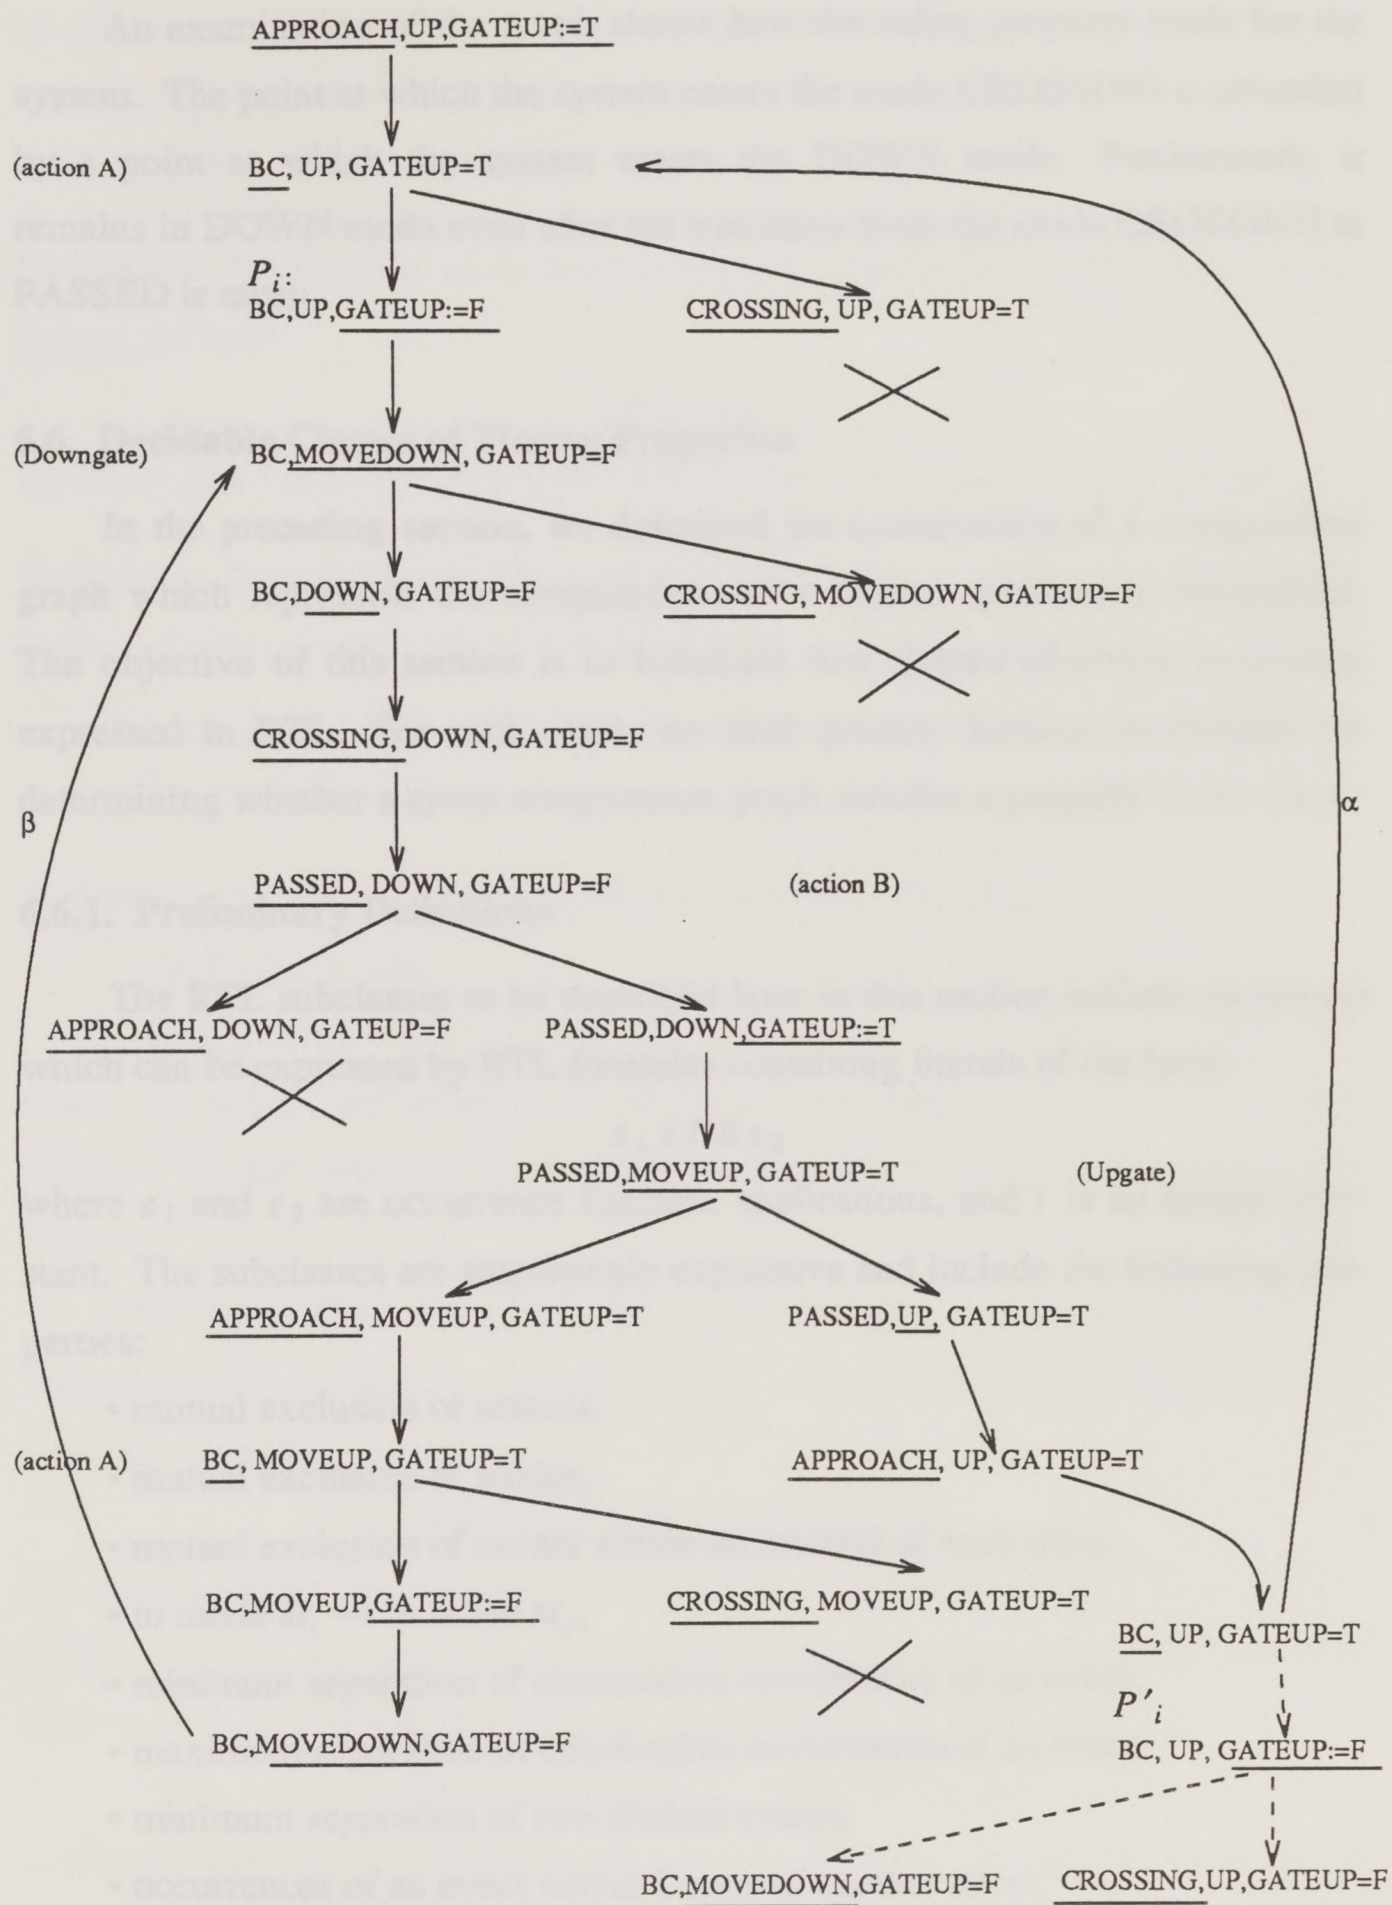 APPROACH,UP,GATEUP:=T
(action A) BC, UP, GATEUP=T
P i:
BC,UP,GATEUP:=F CROSSING, UP, GATEUP=T
(Downgate) BC,MOVEDOWN, GATEUP=F
BC,DOWN, GATEUP=F CROSSING, MOVEDOWN, GATEUP=F
CROSSING, DOWN, GATEUP=F
β α
PASSED, DOWN, GATEUP=F (action B)
APPROACH, DOWN, GATEUP=F PASSED,DOWN,GATEUP:=T
PASSED,MOVEUP, GATEUP=T (Upgate)
APPROACH, MOVEUP, GATEUP=T PASSED,UP, GATEUP=T
(action A) BC, MOVEUP, GATEUP=T APPROACH, UP, GATEUP=T
BC,MOVEUP,GATEUP:=F CROSSING, MOVEUP, GATEUP=T
BC, UP, GATEUP=T
P' i
BC,MOVEDOWN,GATEUP=F BC, UP, GATEUP:=F
BC,MOVEDOWN,GATEUP=F CROSSING,UP,GATEUP=F